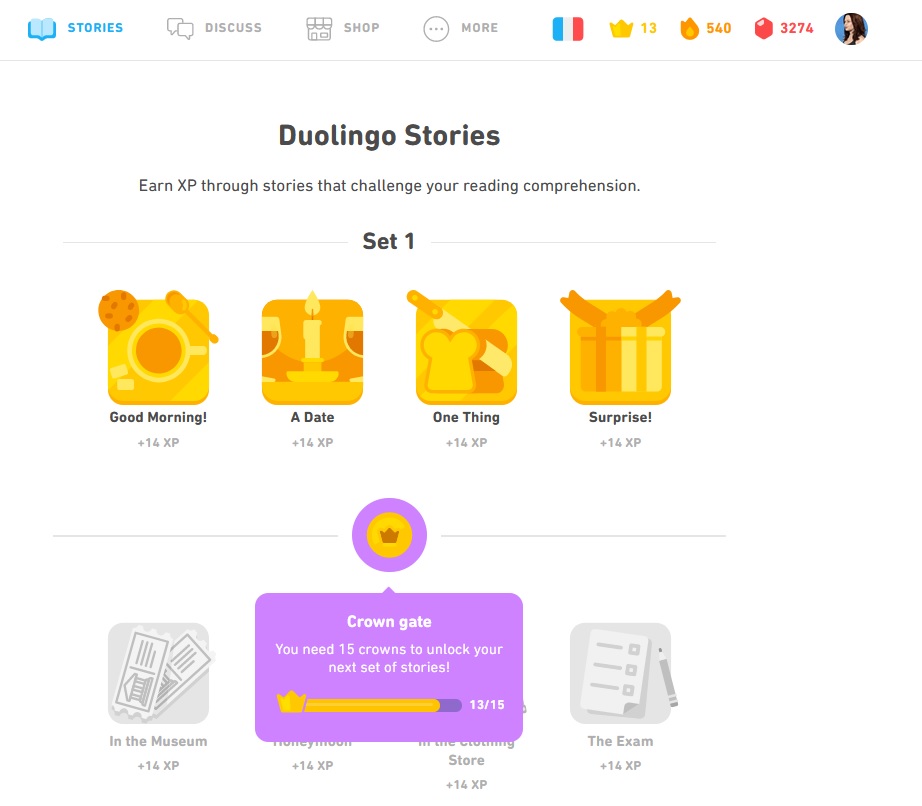 STORIES DISCUSS SHOP MORE 13 540 3274
Duolingo Stories
Earn XP through stories that challenge your reading comprehension.
Set 1
Good Morning! A Date One Thing Surprise!
+14 XP +14 XP +14 XP +14 XP
Crown gate
You need 15 crowns to unlock your
next set of stories!
13/15
In the Museum Honeymoon In the Clothing The Exam
Store
+14 XP +14 XP +14 XP
+14 XP